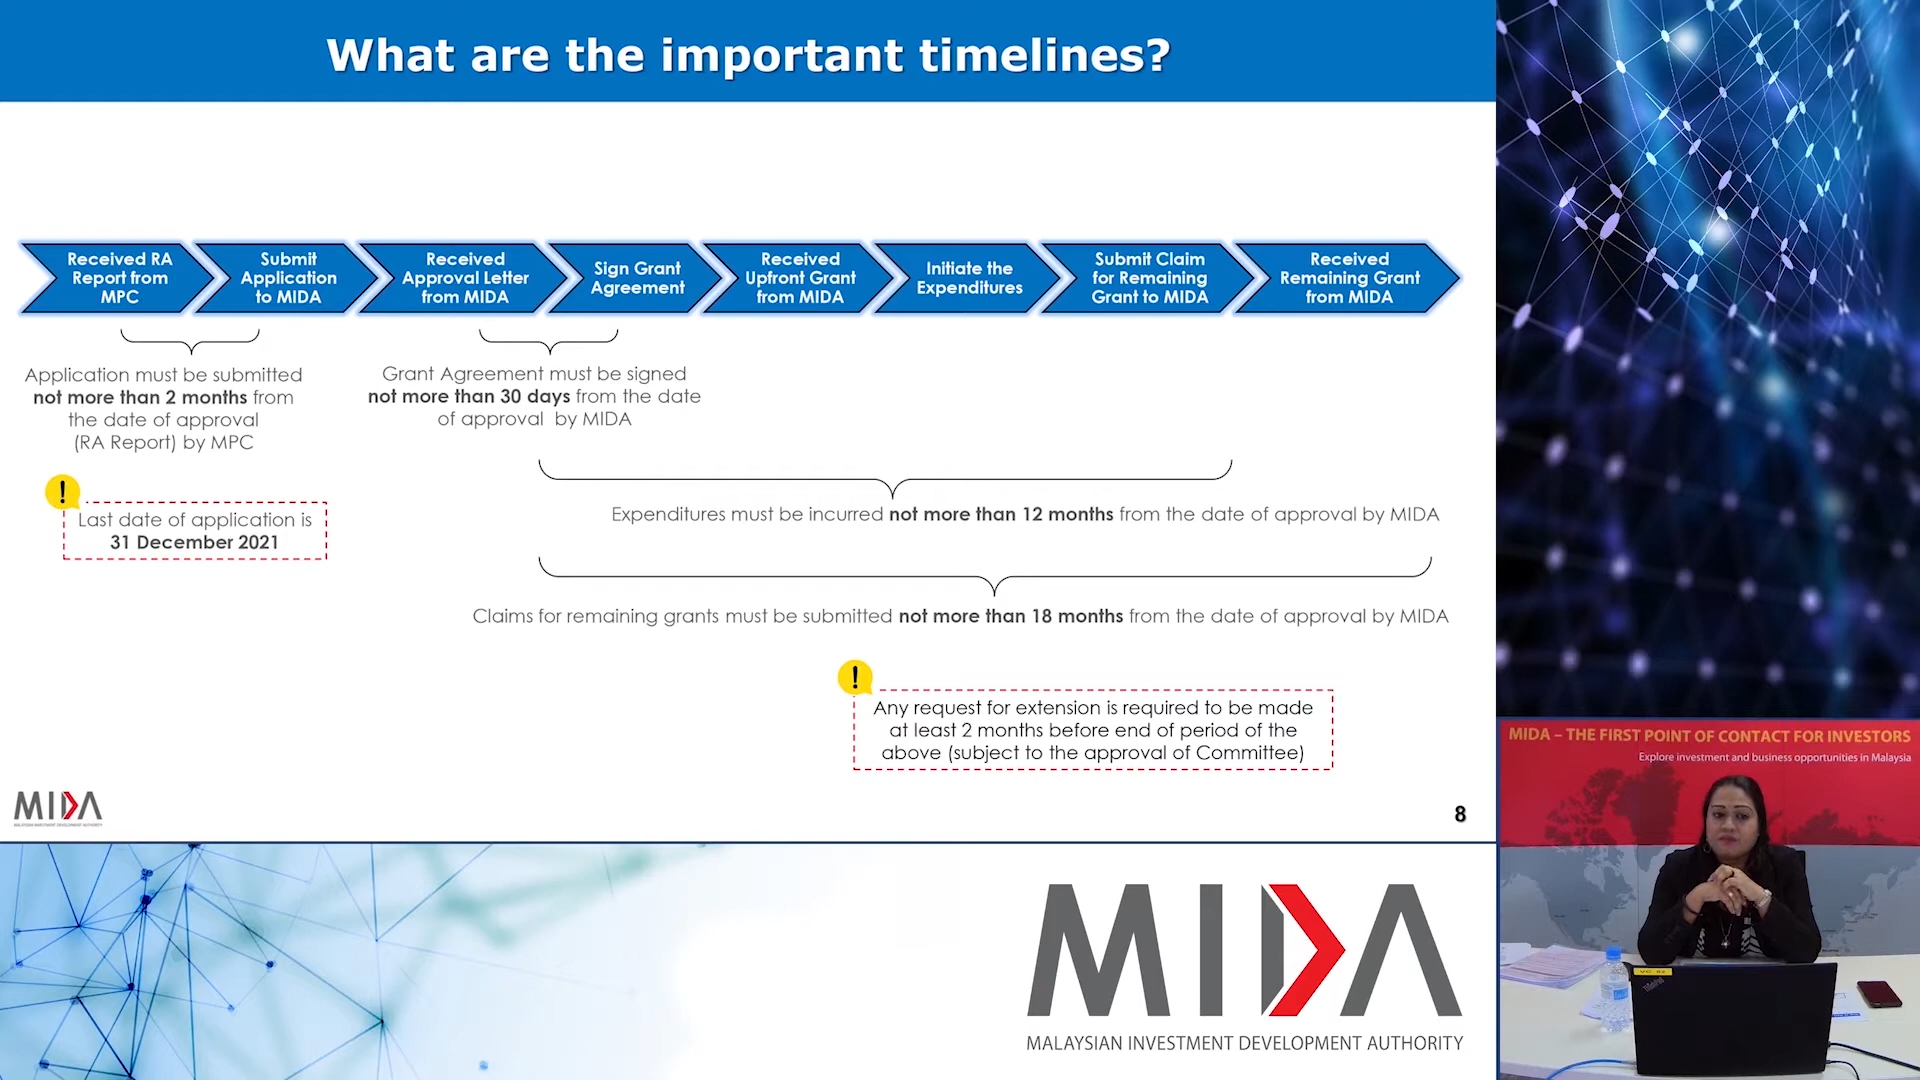 What are the important timelines?
Received RA
Report from
MPC
Submit
Application
to MIDA
Received
Approval Letter
from MIDA
Sign Grant
Agreement
Received
Upfront Grant
from MIDA
Initiate the
Expenditures
Submit Claim
for Remaining
Grant to MIDA
Received
Remaining Grant
from MIDA
Application must be submitted
not more than 2 months from
the date of approval
(RA Report) by MPC
Grant Agreement must be signed
not more than 30 days from the date
of approval by MIDA
!
Last date of application is
31 December 2021
Expenditures must be incurred not more than 12 months from the date of approval by MIDA
Claims for remaining grants must be submitted not more than 18 months from the date of approval by MIDA
!
Any request for extension is required to be made
at least 2 months before end of period of the
above (subject to the approval of Committee)
MIDA
MALAYSIAN INVESTMENT DEVELOPMENT AUTHORITY
8
MIDA
MALAYSIAN INVESTMENT DEVELOPMENT AUTHORITY
MIDA – THE FIRST POINT OF CONTACT FOR INVESTORS
Explore investment and business opportunities in Malaysia
VC 02
ThinkPad